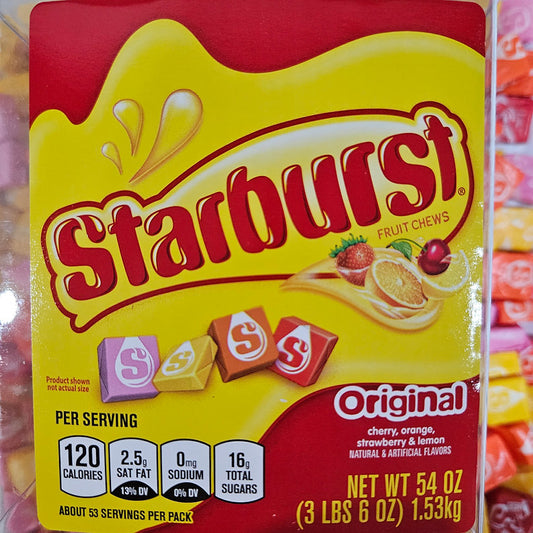 Starburst®
FRUIT CHEWS
S S S S
Product shown
not actual size
Original
cherry, orange,
strawberry & lemon
NATURAL & ARTIFICIAL FLAVORS
PER SERVING
120
CALORIES
2.5g
SAT FAT
13% DV
0mg
SODIUM
0% DV
16g
TOTAL
SUGARS
ABOUT 53 SERVINGS PER PACK
NET WT 54 OZ
(3 LBS 6 OZ) 1.53kg